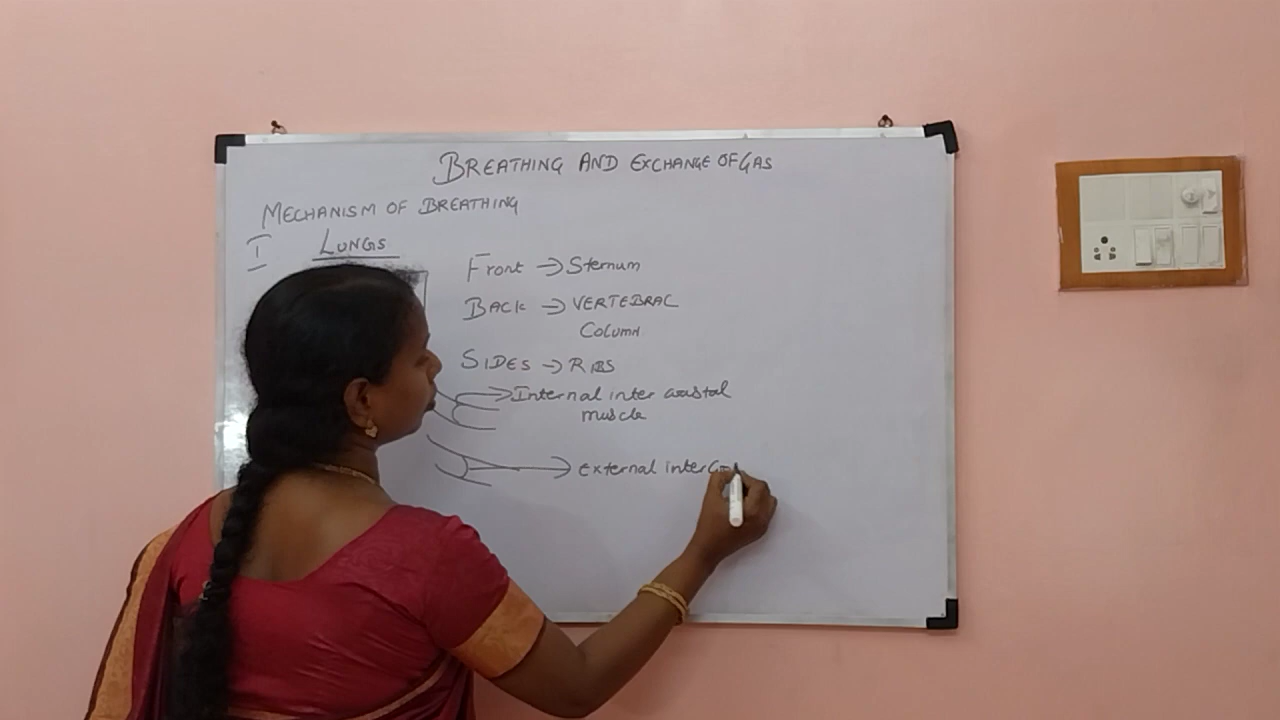 BREATHING AND EXCHANGE OF GAS
MECHANISM OF BREATHING
I LUNGS
Front → Sternum
BACK → VERTEBRAL
COLUMN
SIDES → RIBS
→ Internal inter coastal
muscle
→ External inter